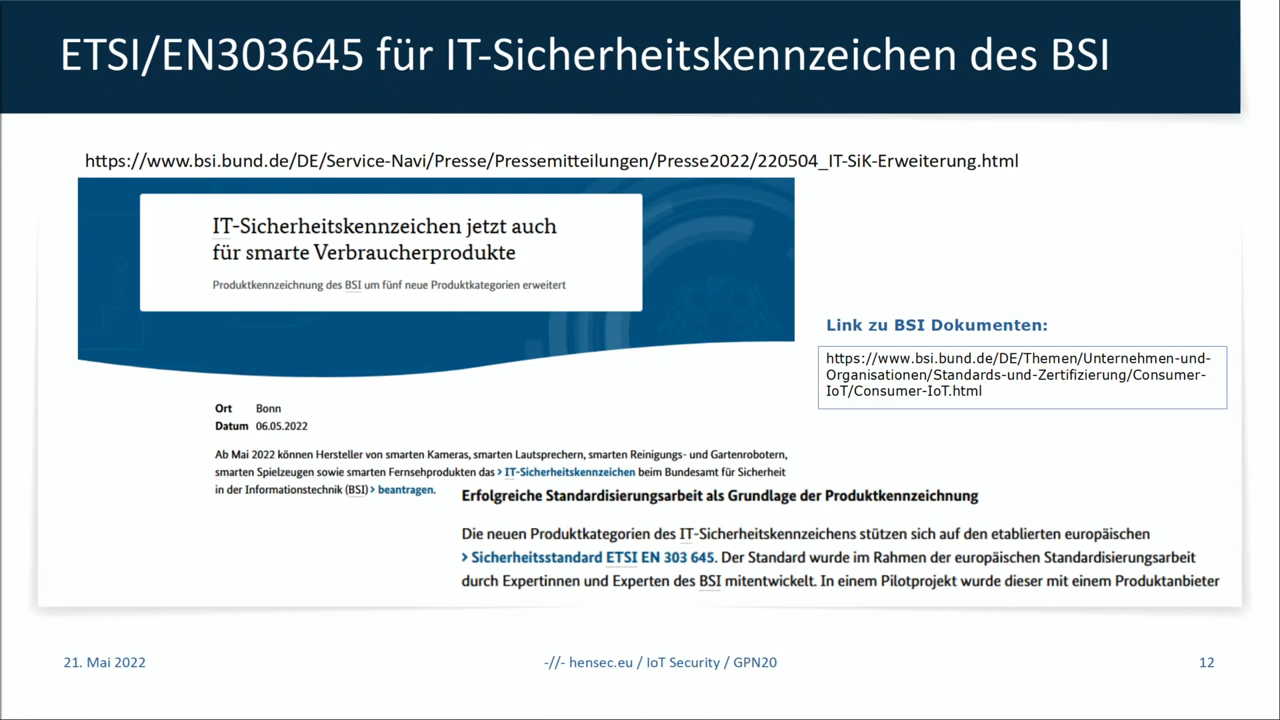 ETSI/EN303645 für IT-Sicherheitskennzeichen des BSI
https://www.bsi.bund.de/DE/Service-Navi/Presse/Pressemitteilungen/Presse2022/220504_IT-SiK-Erweiterung.html
IT-Sicherheitskennzeichen jetzt auch
für smarte Verbraucherprodukte
Produktkennzeichnung des BSI um fünf neue Produktkategorien erweitert
Link zu BSI Dokumenten:
https://www.bsi.bund.de/DE/Themen/Unternehmen-und-
Organisationen/Standards-und-Zertifizierung/Consumer-
IoT/Consumer-IoT.html
Ort Bonn
Datum 06.05.2022
Ab Mai 2022 können Hersteller von smarten Kameras, smarten Lautsprechern, smarten Reinigungs- und Gartenrobotern,
smarten Spielzeugen sowie smarten Fernsehprodukten das > IT-Sicherheitskennzeichen beim Bundesamt für Sicherheit
in der Informationstechnik (BSI) > beantragen.
Erfolgreiche Standardisierungsarbeit als Grundlage der Produktkennzeichnung
Die neuen Produktkategorien des IT-Sicherheitskennzeichens stützen sich auf den etablierten europäischen
> Sicherheitsstandard ETSI EN 303 645. Der Standard wurde im Rahmen der europäischen Standardisierungsarbeit
durch Expertinnen und Experten des BSI mitentwickelt. In einem Pilotprojekt wurde dieser mit einem Produktanbieter
21. Mai 2022
-//- hensec.eu / IoT Security / GPN20
12